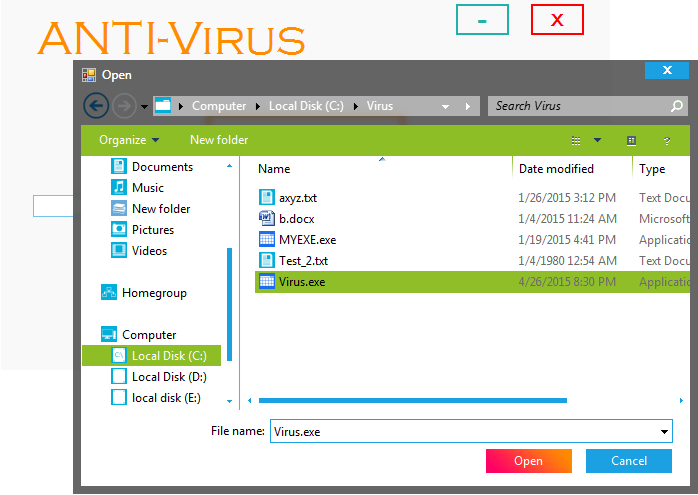 ANTI-VIRUS
-
X
Open
X
Computer Local Disk (C:) Virus
Search Virus
Organize
New folder
?
Documents
Music
New folder
Pictures
Videos
Homegroup
Computer
Local Disk (C:)
Local Disk (D:)
local disk (E:)
Name Date modified Type
axyz.txt 1/26/2015 3:12 PM Text Docu
b.docx 1/4/2015 11:24 AM Microsoft
MYEXE.exe 1/19/2015 4:41 PM Applicatio
Test_2.txt 1/4/1980 12:54 AM Text Docu
Virus.exe 4/26/2015 8:30 PM Applicatio
File name: Virus.exe
Open
Cancel